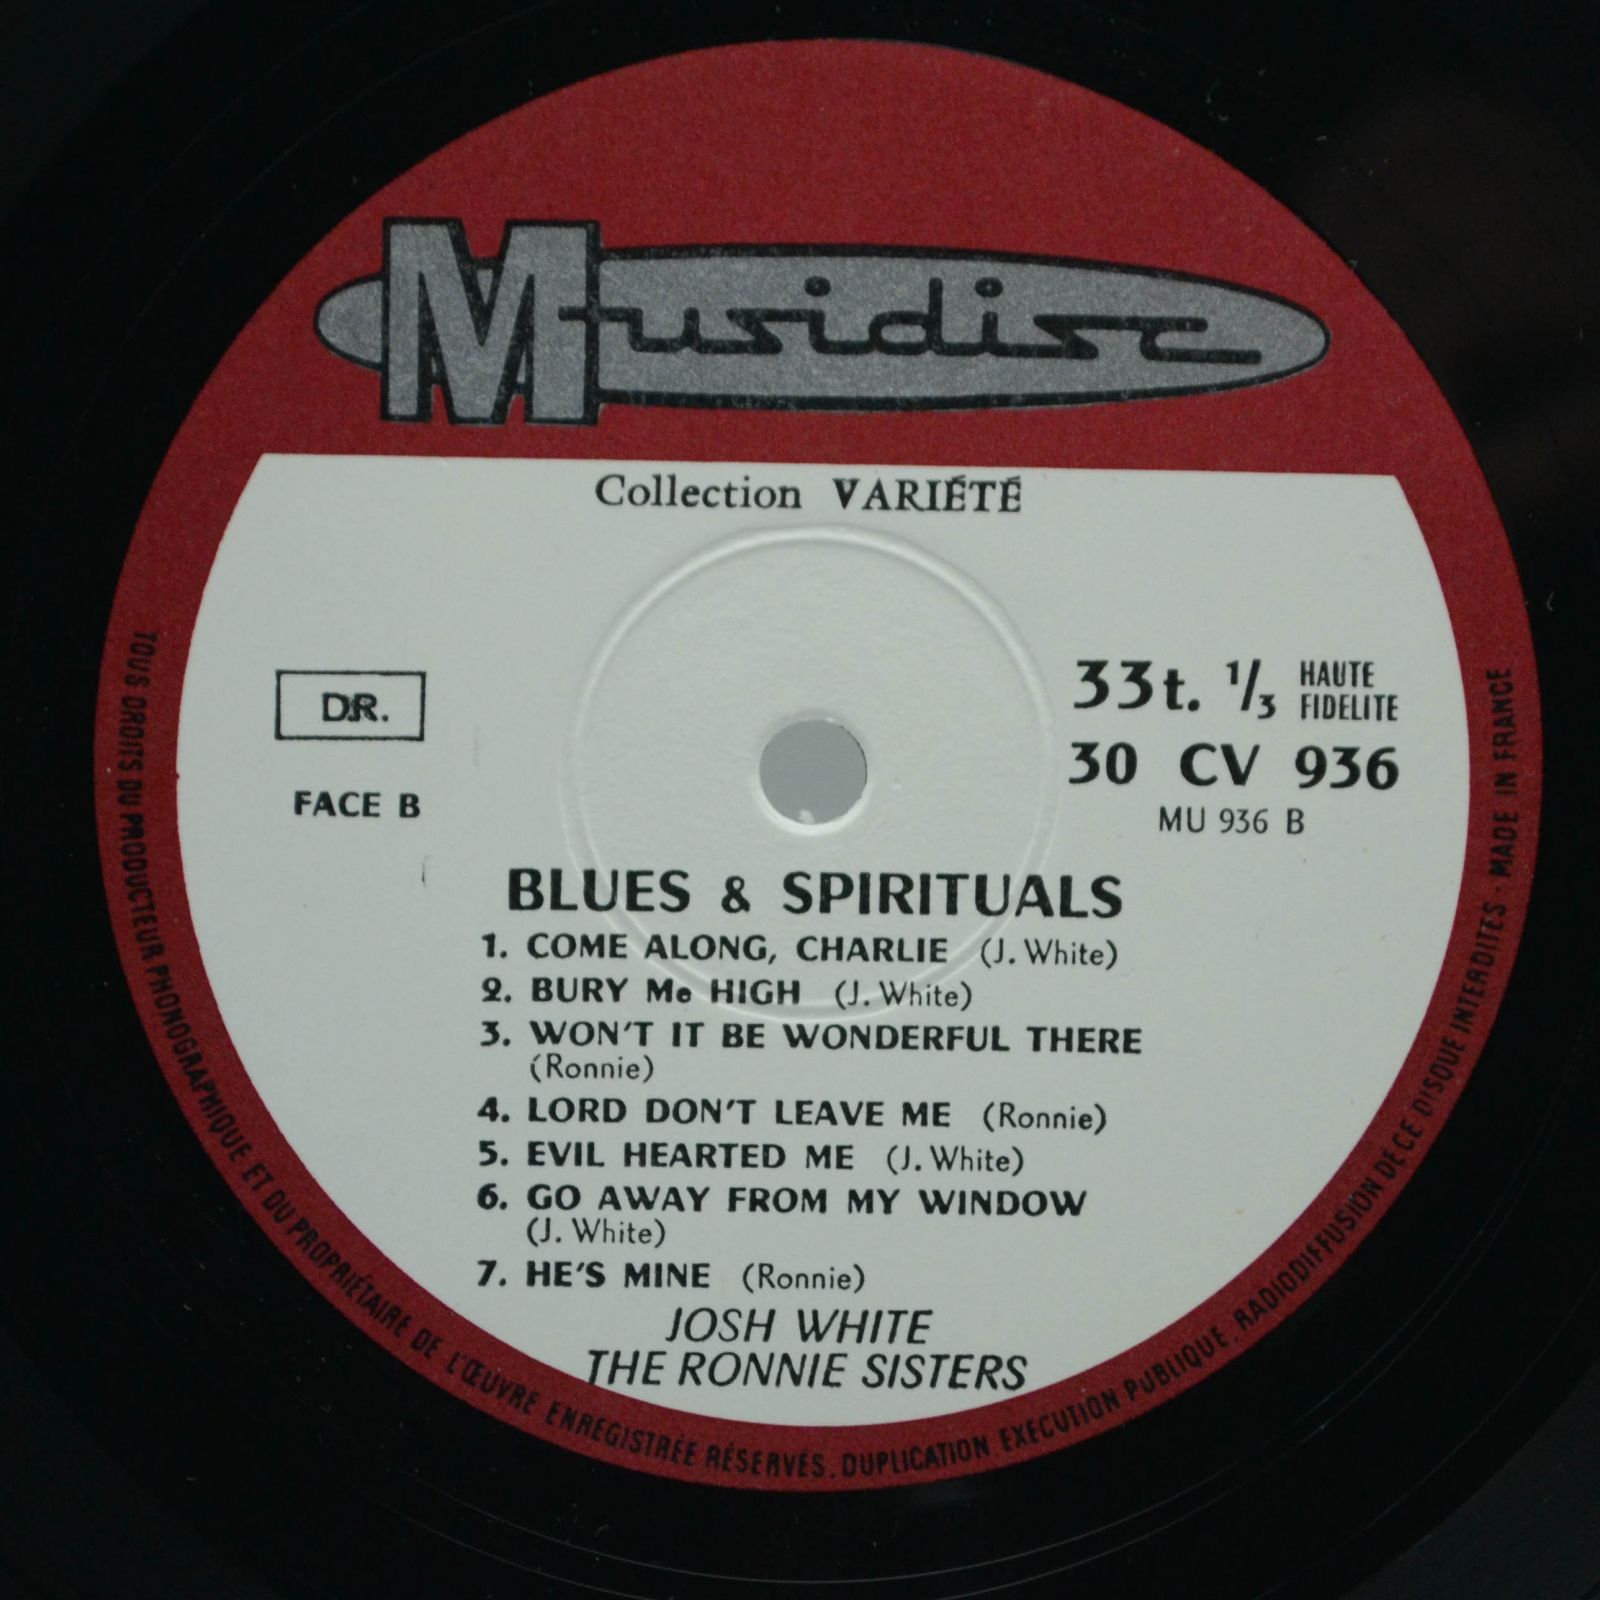 Musidisc
Collection VARIÉTÉ
DR.
FACE B
33t. 1/3 HAUTE FIDELITE
30 CV 936
MU 936 B
BLUES & SPIRITUALS
1. COME ALONG, CHARLIE (J. White)
2. BURY Me HIGH (J. White)
3. WON'T IT BE WONDERFUL THERE
(Ronnie)
4. LORD DON'T LEAVE ME (Ronnie)
5. EVIL HEARTED ME (J. White)
6. GO AWAY FROM MY WINDOW
(J. White)
7. HE'S MINE (Ronnie)
JOSH WHITE
THE RONNIE SISTERS
TOUS DROITS DU PRODUCTEUR PHONOGRAPHIQUE ET DU PROPRIÉTAIRE DE L'ŒUVRE ENREGISTRÉE RÉSERVÉS. DUPLICATION EXECUTION PUBLIQUE, RADIODIFFUSION DE CE DISQUE INTERDITES · MADE IN FRANCE